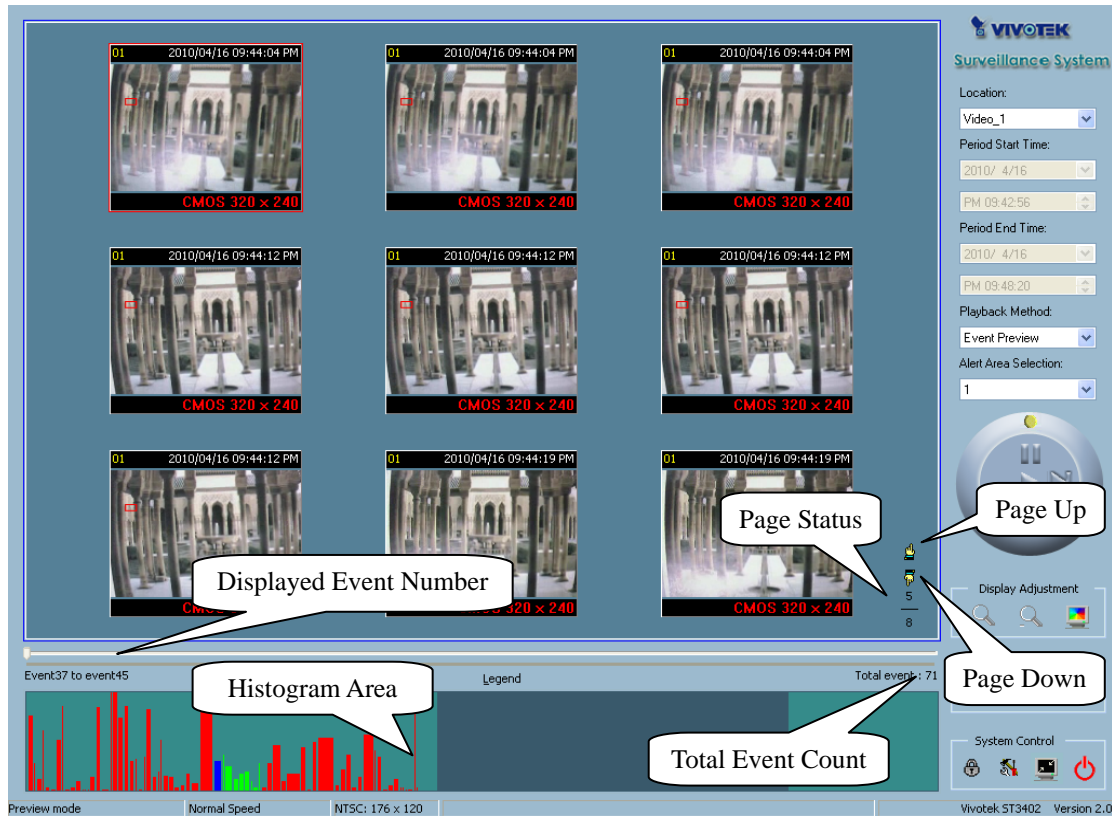 01 2010/04/16 09:44:04 PM
CMOS 320 × 240
01 2010/04/16 09:44:04 PM
CMOS 320 × 240
01 2010/04/16 09:44:04 PM
CMOS 320 × 240
01 2010/04/16 09:44:12 PM
CMOS 320 × 240
01 2010/04/16 09:44:12 PM
CMOS 320 × 240
01 2010/04/16 09:44:12 PM
CMOS 320 × 240
01 2010/04/16 09:44:12 PM
01 2010/04/16 09:44:19 PM
CMOS 320 × 240
01 2010/04/16 09:44:19 PM
CMOS 320 × 240
Page Status
Page Up
Displayed Event Number
5
8
Page Down
Event37 to event45
Legend
Total event : 71
Histogram Area
Total Event Count
VIVOTEK
Surveillance System
Location:
Video_1
Period Start Time:
2010/ 4/16
PM 09:42:56
Period End Time:
2010/ 4/16
PM 09:48:20
Playback Method:
Event Preview
Alert Area Selection:
1
Display Adjustment
System Control
Preview mode
Normal Speed
NTSC: 176 × 120
Vivotek ST3402 Version 2.0